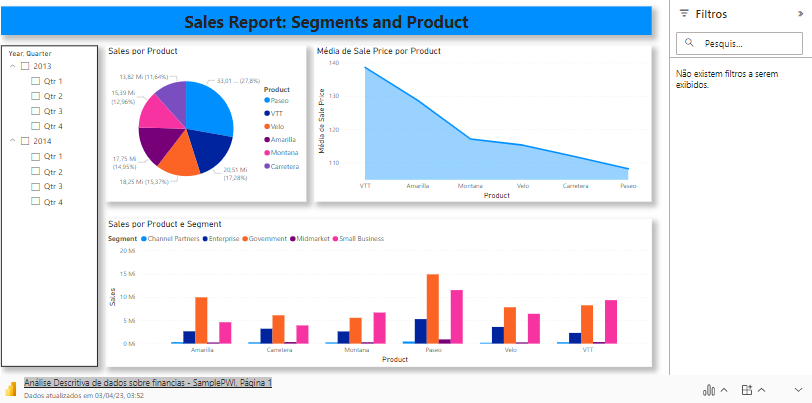 Sales Report: Segments and Product
Filtros
Pesquis...
Não existem filtros a serem
exibidos.
Year, Quarter
2013
Qtr 1
Qtr 2
Qtr 3
Qtr 4
2014
Qtr 1
Qtr 2
Qtr 3
Qtr 4
Sales por Product
13,82 Mi (11,64%)
15,39 Mi
(12,96%)
17,75 Mi
(14,95%)
18,25 Mi (15,37%)
33,01 ... (27,8%)
20,51 Mi
(17,28%)
Product
Paseo
VTT
Velo
Amarilla
Montana
Carretera
Média de Sale Price por Product
Média de Sale Price
140
130
120
110
VTT Amarilla Montana Velo Carretera Paseo
Product
Sales por Product e Segment
Segment Channel Partners Enterprise Government Midmarket Small Business
Sales
20 Mi
15 Mi
10 Mi
5 Mi
0 Mi
Amarilla Carretera Montana Paseo Velo VTT
Product
Análise Descritiva de dados sobre financias - SamplePWI, Página 1
Dados atualizados em 03/04/23, 03:52